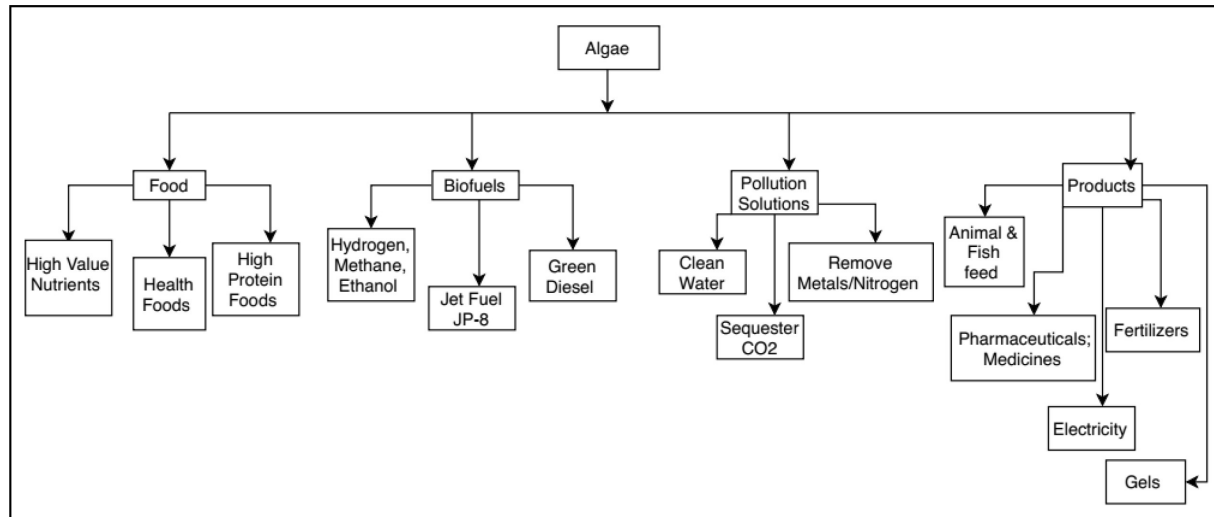 Algae
Food
Biofuels
Pollution
Solutions
Products
High Value
Nutrients
Health
Foods
High
Protein
Foods
Hydrogen,
Methane,
Ethanol
Jet Fuel
JP-8
Green
Diesel
Clean
Water
Sequester
CO2
Remove
Metals/Nitrogen
Animal &
Fish
feed
Pharmaceuticals;
Medicines
Electricity
Fertilizers
Gels